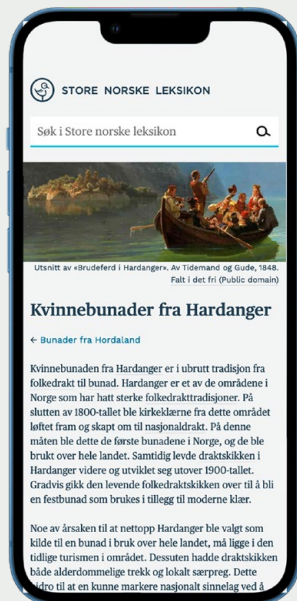 STORE NORSKE LEKSIKON
Søk i Store norske leksikon
Utsnitt av «Brudeferd i Hardanger». Av Tidemand og Gude, 1848.
Falt i det fri (Public domain)
Kvinnebunader fra Hardanger
← Bunader fra Hordaland
Kvinnebunaden fra Hardanger er i ubrutt tradisjon fra
folkedrakt til bunad. Hardanger er et av de områdene i
Norge som har hatt sterke folkedrakttradisjoner. På
slutten av 1800-tallet ble kirkeklærne fra dette området
løftet fram og skapt om til nasjonaldrakt. På denne
måten ble dette de første bunadene i Norge, og de ble
brukt over hele landet. Samtidig levde draktskikken i
Hardanger videre og utviklet seg utover 1900-tallet.
Gradvis gikk den levende folkedraktskikken over til å bli
en festbunad som brukes i tillegg til moderne klær.
Noe av årsaken til at nettopp Hardanger ble valgt som
kilde til en bunad i bruk over hele landet, må ligge i den
tidlige turismen i området. Dessuten hadde draktskikken
både alderdommelige trekk og lokalt særpreg. Dette
til at en kunne markere nasjonalt sinnelag ved å